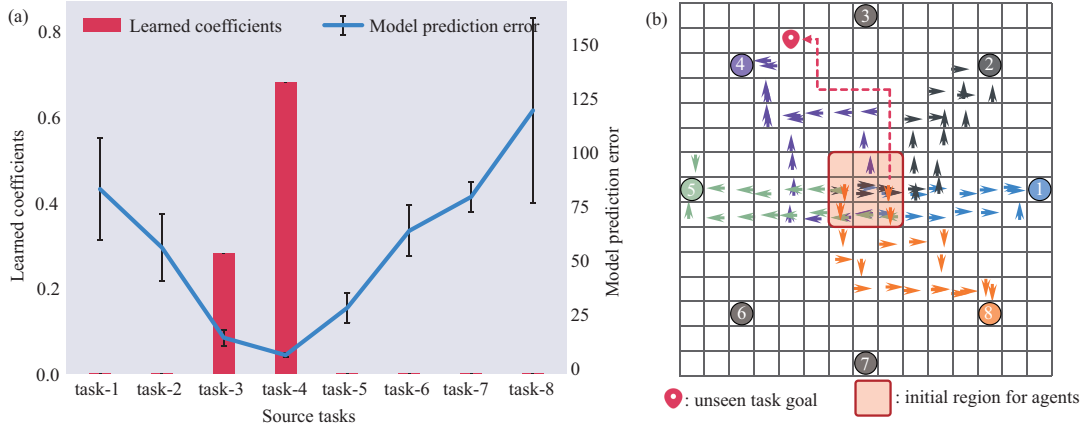 (a)
Learned coefficients
Model prediction error
0.8
0.6
0.4
0.2
0.0
Learned coefficients
150
125
100
75
50
25
0
Model prediction error
task-1 task-2 task-3 task-4 task-5 task-6 task-7 task-8
Source tasks
(b)
3
4
2
5
1
6
8
7
: unseen task goal
: initial region for agents